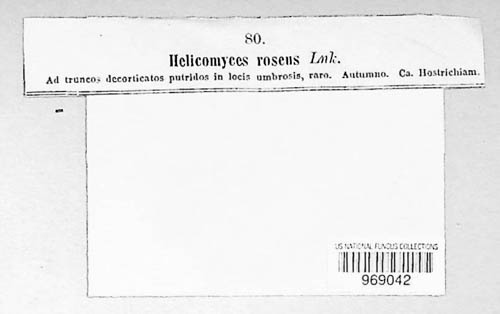 80.
Helicomyces roseus Lnk.
Ad truncos decorticatos putridos in locis umbrosis, raro. Autumno. Ca. Hostrichiam.
US NATIONAL FUNGUS COLLECTIONS
969042